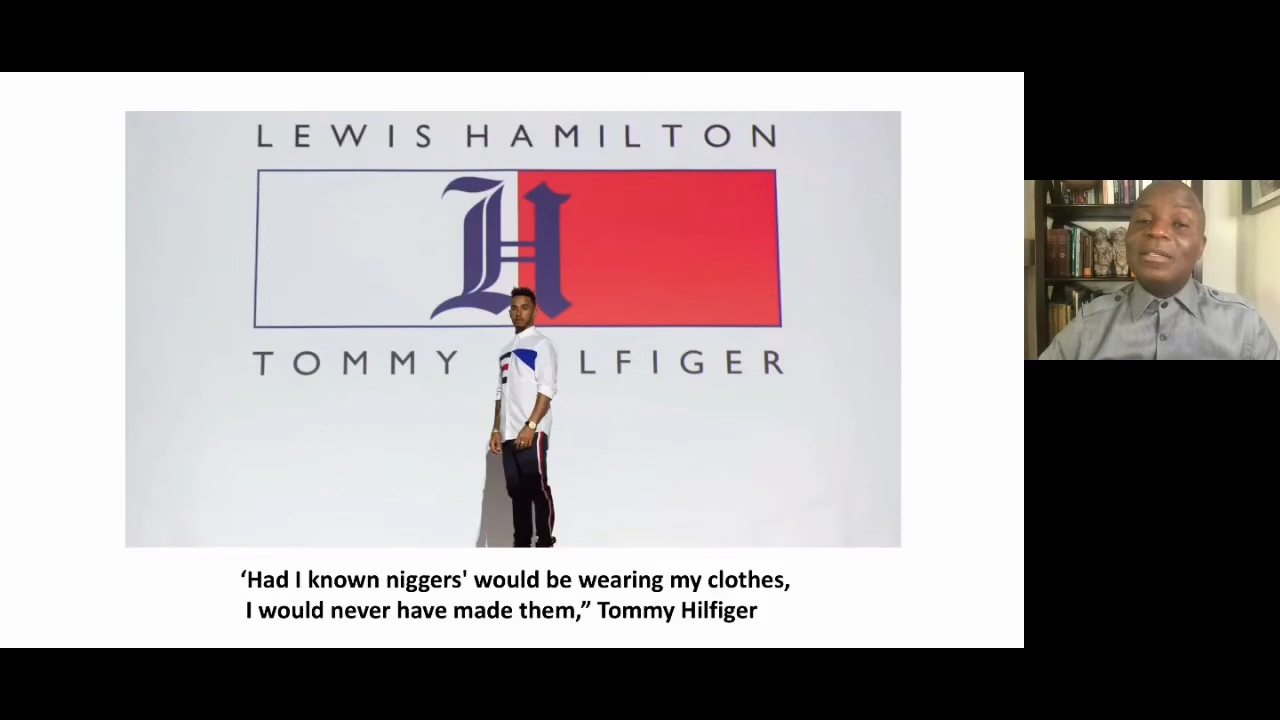 LEWIS HAMILTON
TOMMY LFIGER
‘Had I known niggers' would be wearing my clothes,
I would never have made them,” Tommy Hilfiger